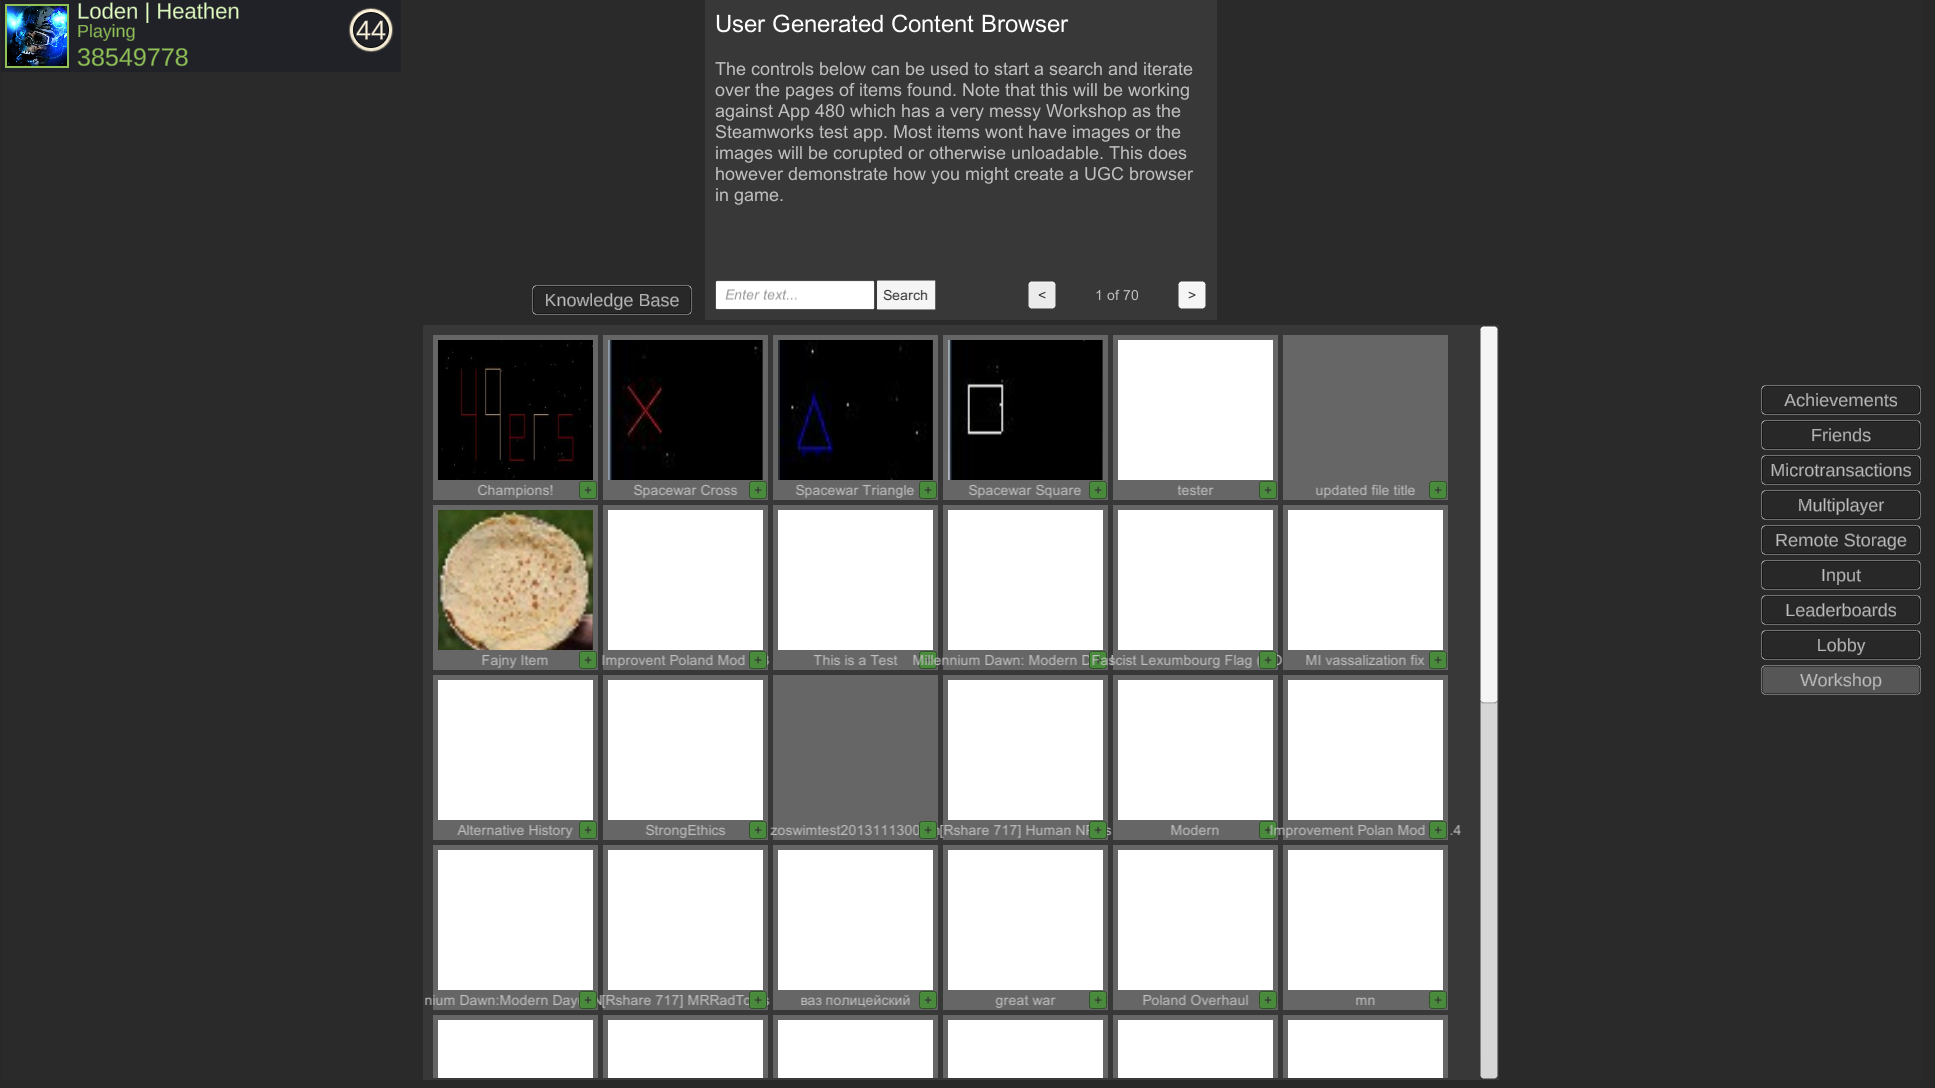 Loden | Heathen
Playing
38549778
44
User Generated Content Browser
The controls below can be used to start a search and iterate
over the pages of items found. Note that this will be working
against App 480 which has a very messy Workshop as the
Steamworks test app. Most items wont have images or the
images will be corupted or otherwise unloadable. This does
however demonstrate how you might create a UGC browser
in game.
Knowledge Base
Enter text...
Search
<
1 of 70
>
49ers
Champions! +
Spacewar Cross +
Spacewar Triangle +
Spacewar Square +
tester +
updated file title +
Fajny Item +
Improvent Poland Mod +
This is a Test +
Millennium Dawn: Modern D +
Fascist Lexumbourg Flag ( +
MI vassalization fix +
Alternative History +
StrongEthics +
zoswimtest2013111300 +
[Rshare 717] Human +
Modern +
Improvement Polan Mod + .4
nium Dawn:Modern Day +
[Rshare 717] +
ваз полицейский +
great war +
Poland Overhaul +
mn +
Achievements
Friends
Microtransactions
Multiplayer
Remote Storage
Input
Leaderboards
Lobby
Workshop